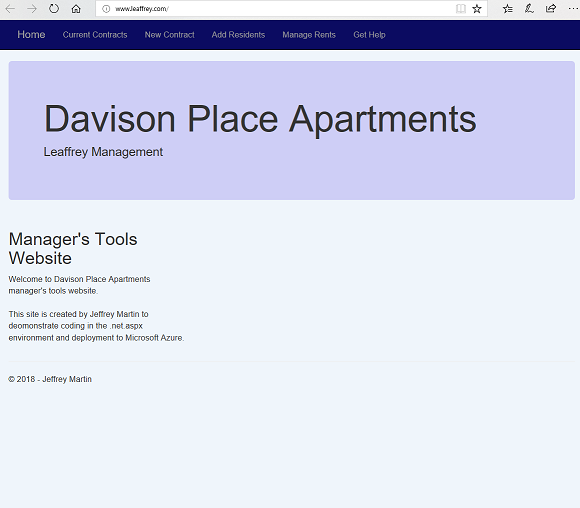 www.leaffrey.com/
Home Current Contracts New Contract Add Residents Manage Rents Get Help
Davison Place Apartments
Leaffrey Management
Manager's Tools
Website
Welcome to Davison Place Apartments
manager's tools website.
This site is created by Jeffrey Martin to
deomonstrate coding in the .net.aspx
environment and deployment to Microsoft Azure.
© 2018 - Jeffrey Martin